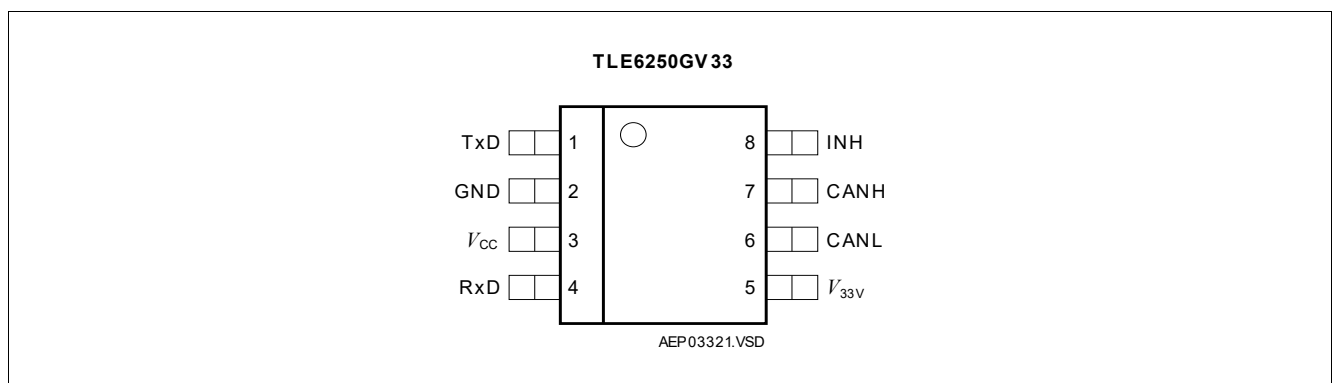 TLE6250GV33
TxD 1 8 INH
GND 2 7 CANH
VCC 3 6 CANL
RxD 4 5 V33V
AEP03321.VSD